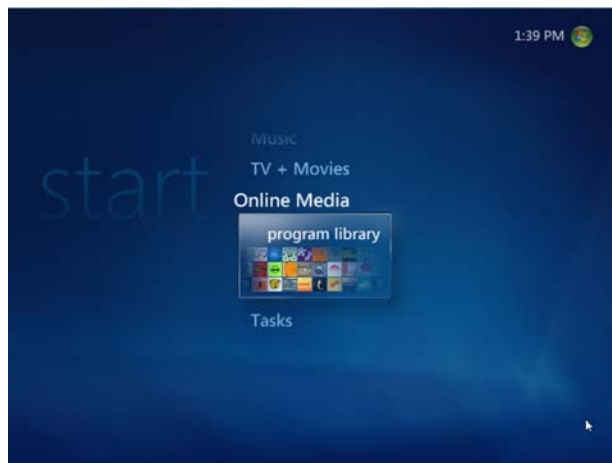 1:39 PM
start
Music
TV + Movies
Online Media
program library
Tasks